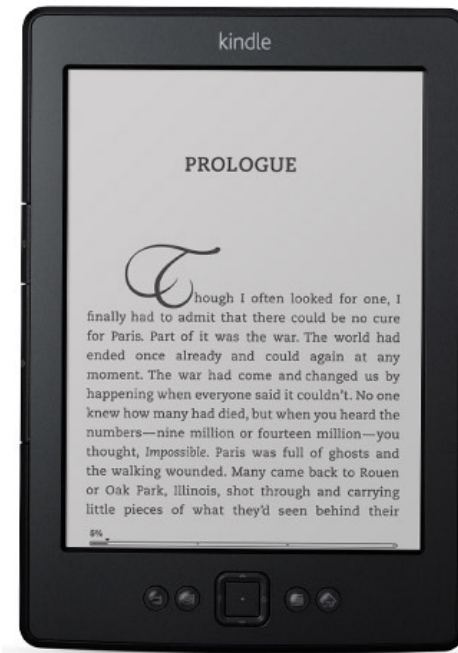 kindle
PROLOGUE
Though I often looked for one, I
finally had to admit that there could be no cure
for Paris. Part of it was the war. The world had
ended once already and could again at any
moment. The war had come and changed us by
happening when everyone said it couldn't. No one
knew how many had died, but when you heard the
numbers—nine million or fourteen million—you
thought, Impossible. Paris was full of ghosts and
the walking wounded. Many came back to Rouen
or Oak Park, Illinois, shot through and carrying
little pieces of what they'd seen behind their
6%